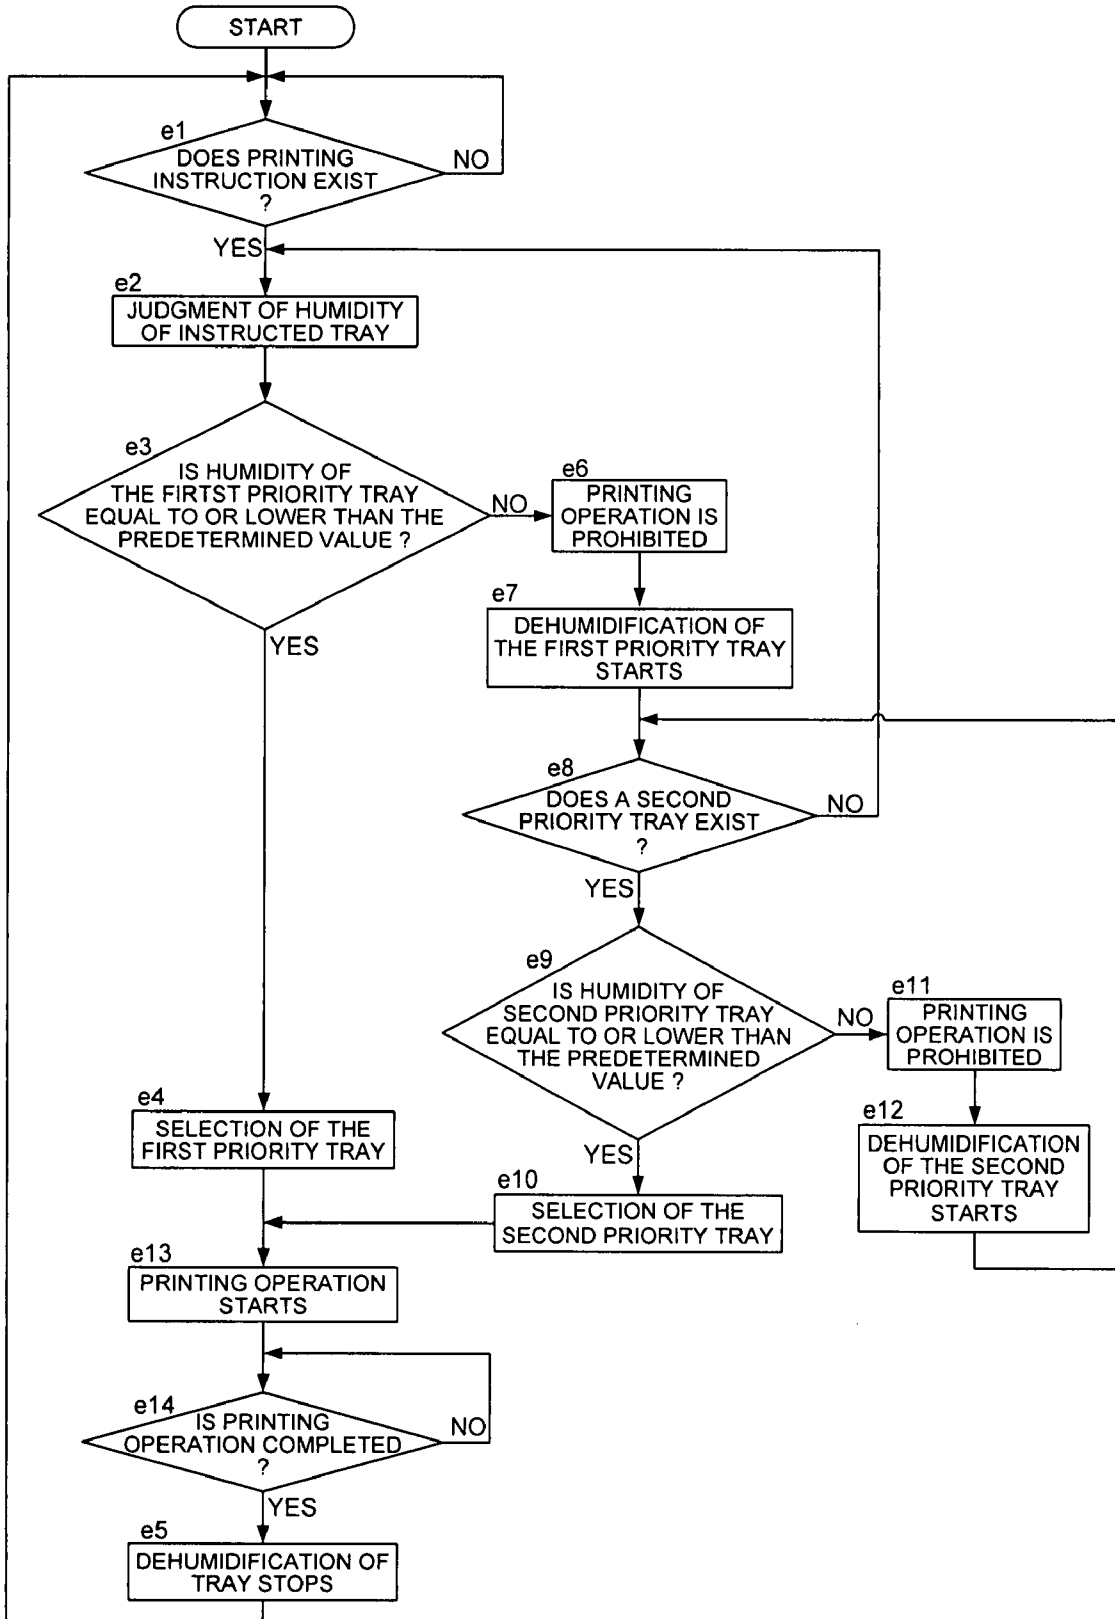 START
e1
DOES PRINTING
INSTRUCTION EXIST
?
NO
YES
e2
JUDGMENT OF HUMIDITY
OF INSTRUCTED TRAY
e3
IS HUMIDITY OF
THE FIRTST PRIORITY TRAY
EQUAL TO OR LOWER THAN THE
PREDETERMINED VALUE ?
NO
YES
e6
PRINTING
OPERATION IS
PROHIBITED
e7
DEHUMIDIFICATION OF
THE FIRST PRIORITY TRAY
STARTS
e8
DOES A SECOND
PRIORITY TRAY EXIST
?
NO
YES
e9
IS HUMIDITY OF
SECOND PRIORITY TRAY
EQUAL TO OR LOWER THAN
THE PREDETERMINED
VALUE ?
NO
YES
e11
PRINTING
OPERATION IS
PROHIBITED
e12
DEHUMIDIFICATION
OF THE SECOND
PRIORITY TRAY
STARTS
e4
SELECTION OF THE
FIRST PRIORITY TRAY
e10
SELECTION OF THE
SECOND PRIORITY TRAY
e13
PRINTING OPERATION
STARTS
e14
IS PRINTING
OPERATION COMPLETED
?
NO
YES
e5
DEHUMIDIFICATION OF
TRAY STOPS